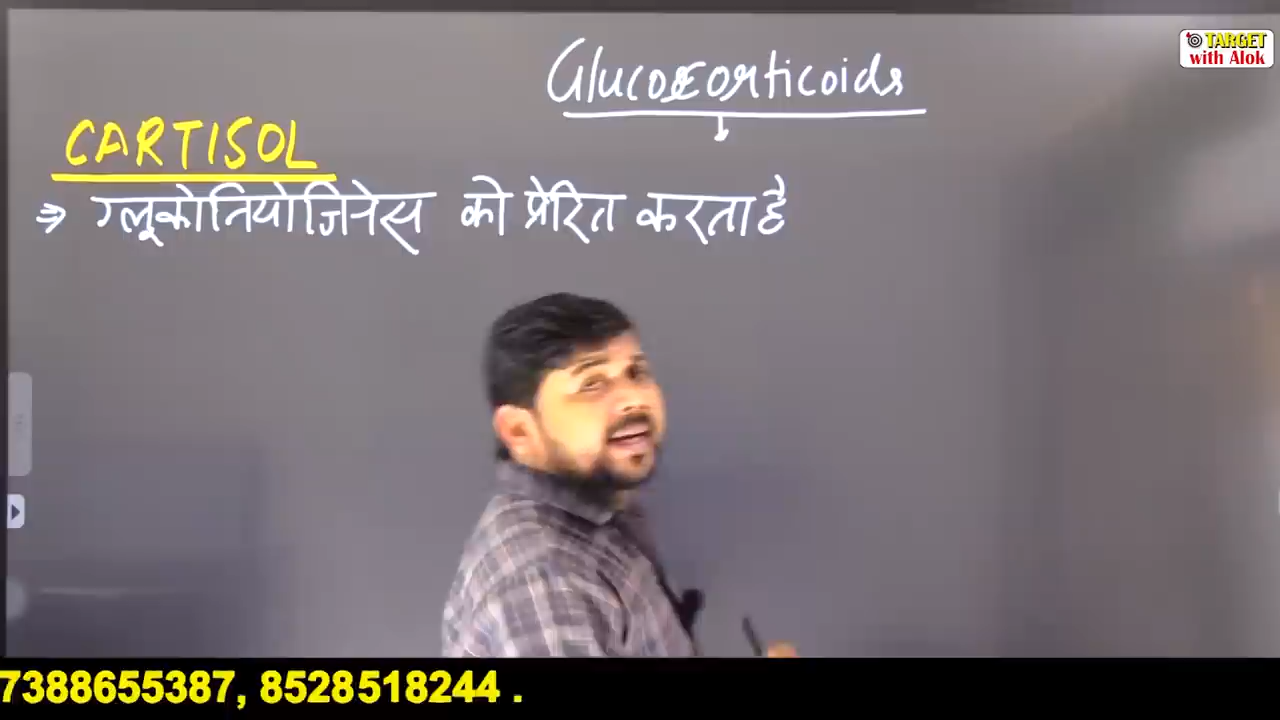 Glucocorticoids
TARGET
with Alok
CARTISOL
⇒ ग्लूकोनियोजिनेस को प्रेरित करता है
7388655387, 8528518244 .